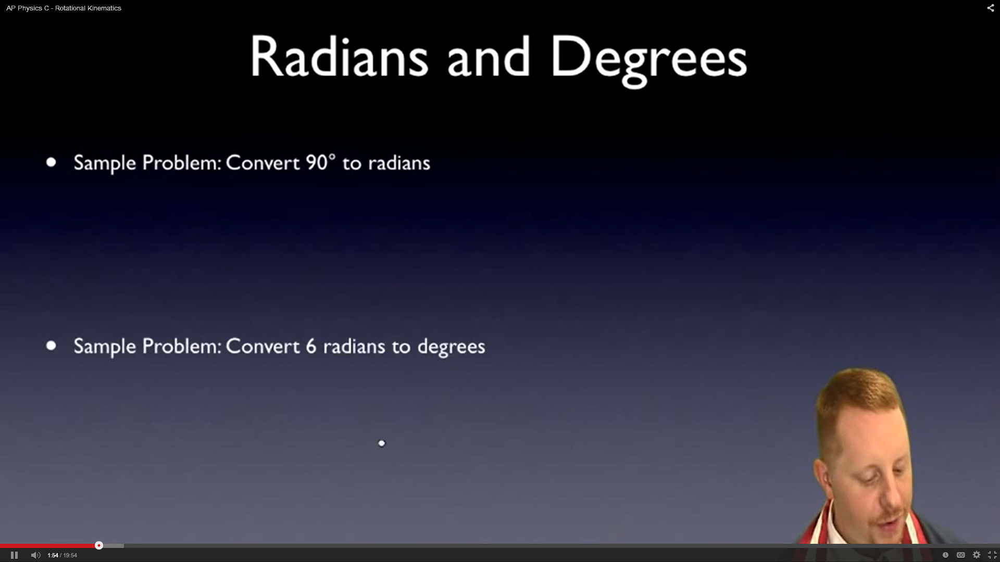 AP Physics C - Rotational Kinematics
Radians and Degrees
• Sample Problem: Convert 90° to radians
• Sample Problem: Convert 6 radians to degrees
1:54 / 19:54
CC